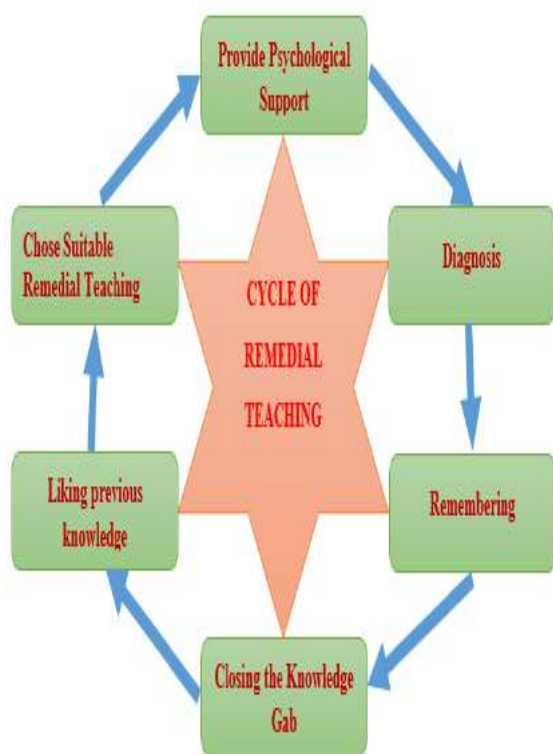 Provide Psychological
Support
Diagnosis
Remembering
Closing the Knowledge
Gab
Liking previous
knowledge
Chose Suitable
Remedial Teaching
CYCLE OF
REMEDIAL
TEACHING